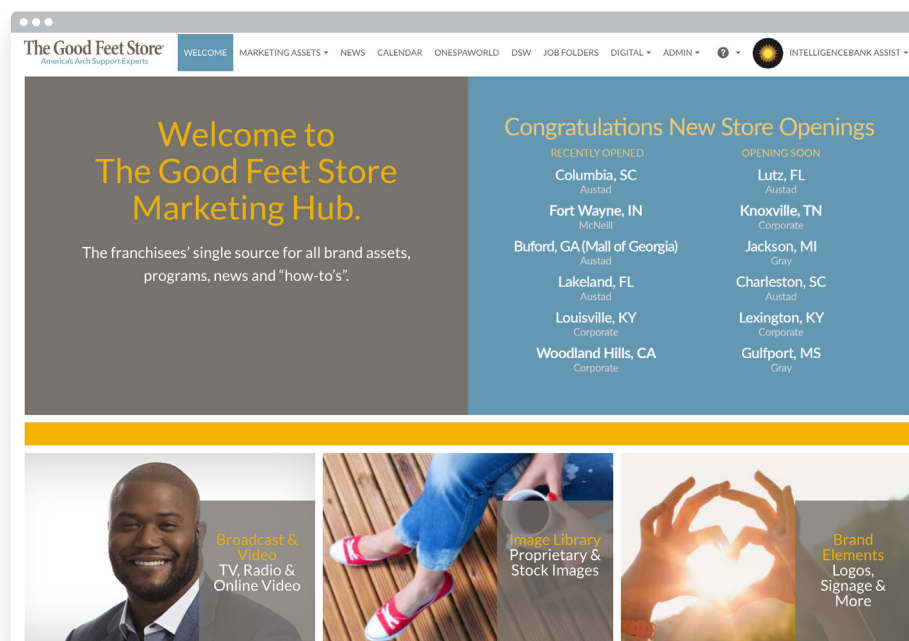 The Good Feet Store
America's Arch Support Experts
WELCOME
MARKETING ASSETS
NEWS
CALENDAR
ONESPAWORLD
DSW
JOB FOLDERS
DIGITAL
ADMIN
?
INTELLIGENCEBANK ASSIST
Welcome to
The Good Feet Store
Marketing Hub.
The franchisees' single source for all brand assets,
programs, news and “how-to's”.
Congratulations New Store Openings
RECENTLY OPENED
Columbia, SC
Austad
Fort Wayne, IN
McNeill
Buford, GA (Mall of Georgia)
Austad
Lakeland, FL
Austad
Louisville, KY
Corporate
Woodland Hills, CA
Corporate
OPENING SOON
Lutz, FL
Austad
Knoxville, TN
Corporate
Jackson, MI
Gray
Charleston, SC
Austad
Lexington, KY
Corporate
Gulfport, MS
Gray
Broadcast &
Video
TV, Radio &
Online Video
Image Library
Proprietary &
Stock Images
Brand
Elements
Logos,
Signage &
More